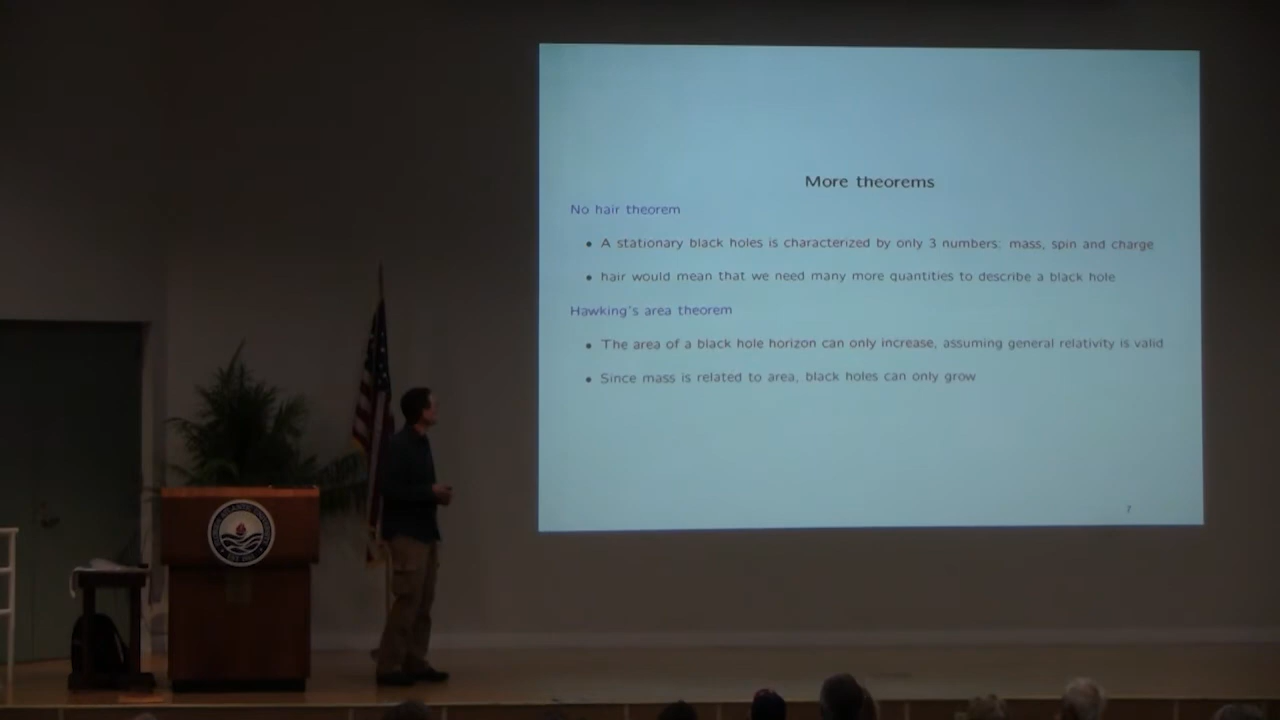 More theorems
No hair theorem
• A stationary black holes is characterized by only 3 numbers: mass, spin and charge
• hair would mean that we need many more quantities to describe a black hole
Hawking's area theorem
• The area of a black hole horizon can only increase, assuming general relativity is valid
• Since mass is related to area, black holes can only grow
7